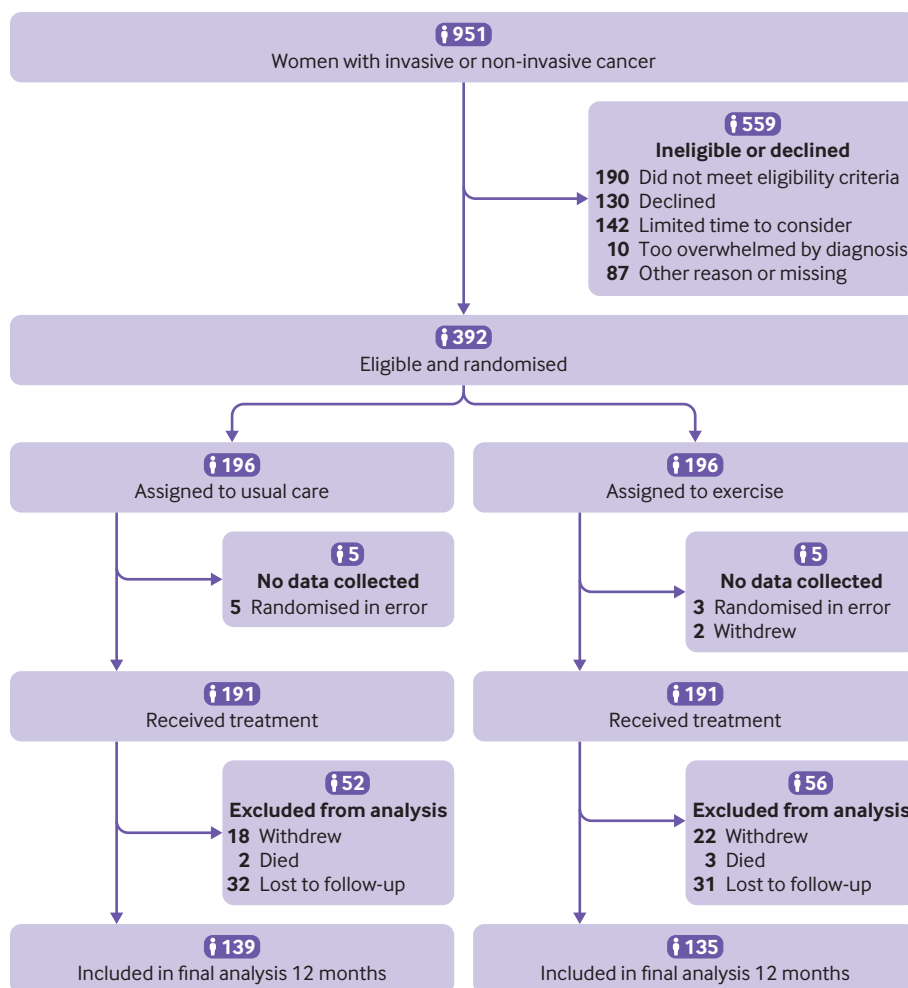 951
Women with invasive or non-invasive cancer
559
Ineligible or declined
190 Did not meet eligibility criteria
130 Declined
142 Limited time to consider
10 Too overwhelmed by diagnosis
87 Other reason or missing
392
Eligible and randomised
196
Assigned to usual care
196
Assigned to exercise
5
No data collected
5 Randomised in error
5
No data collected
3 Randomised in error
2 Withdrew
191
Received treatment
191
Received treatment
52
Excluded from analysis
18 Withdrew
2 Died
32 Lost to follow-up
56
Excluded from analysis
22 Withdrew
3 Died
31 Lost to follow-up
139
Included in final analysis 12 months
135
Included in final analysis 12 months